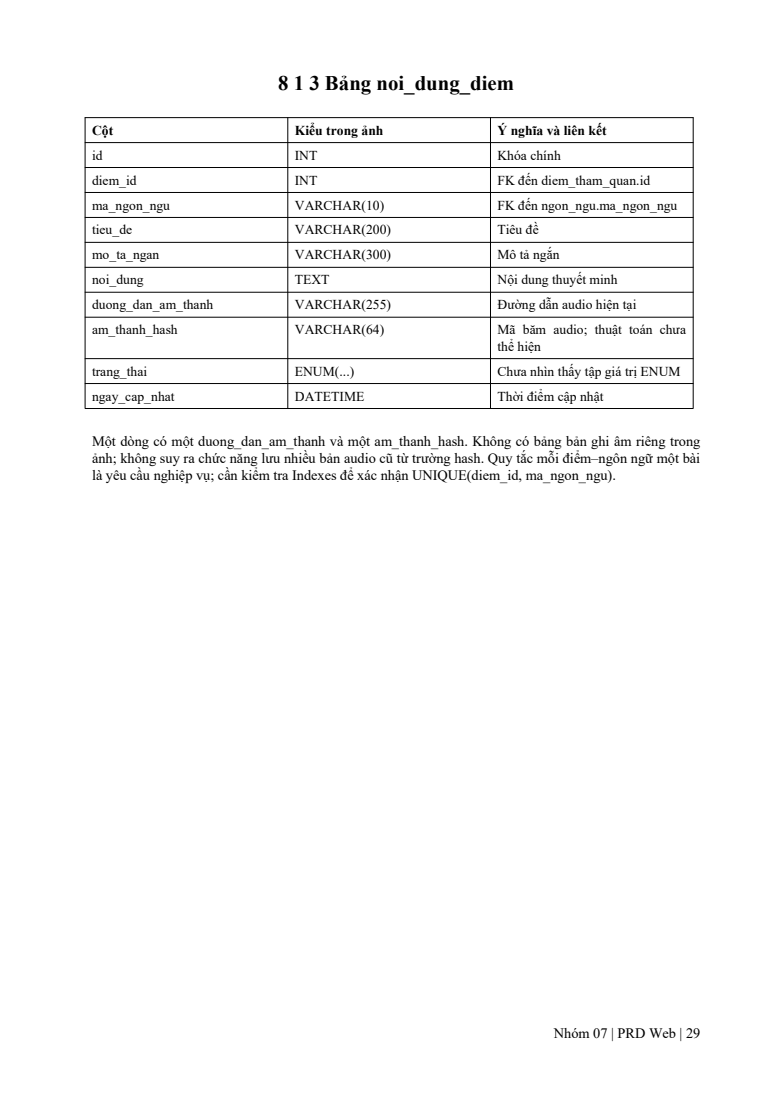 8 1 3 Bảng noi_dung_diem
Cột Kiểu trong ảnh Ý nghĩa và liên kết
id INT Khóa chính
diem_id INT FK đến diem_tham_quan.id
ma_ngon_ngu VARCHAR(10) FK đến ngon_ngu.ma_ngon_ngu
tieu_de VARCHAR(200) Tiêu đề
mo_ta_ngan VARCHAR(300) Mô tả ngắn
noi_dung TEXT Nội dung thuyết minh
duong_dan_am_thanh VARCHAR(255) Đường dẫn audio hiện tại
am_thanh_hash VARCHAR(64) Mã băm audio; thuật toán chưa
thể hiện
trang_thai ENUM(...) Chưa nhìn thấy tập giá trị ENUM
ngay_cap_nhat DATETIME Thời điểm cập nhật
Một dòng có một duong_dan_am_thanh và một am_thanh_hash. Không có bảng bản ghi âm riêng trong
ảnh; không suy ra chức năng lưu nhiều bản audio cũ từ trường hash. Quy tắc mỗi điểm–ngôn ngữ một bài
là yêu cầu nghiệp vụ; cần kiểm tra Indexes để xác nhận UNIQUE(diem_id, ma_ngon_ngu).
Nhóm 07 | PRD Web | 29